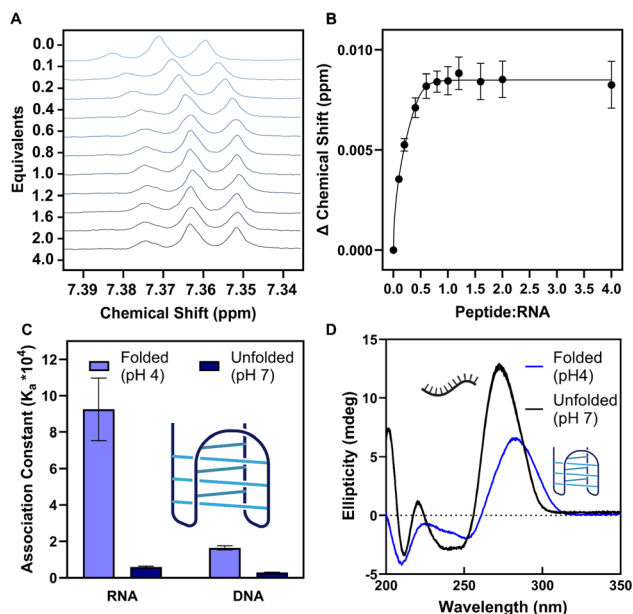 A
Equivalents
0.0
0.1
0.2
0.4
0.6
0.8
1.0
1.2
1.6
2.0
4.0
7.39 7.38 7.37 7.36 7.35 7.34
Chemical Shift (ppm)
B
Δ Chemical Shift (ppm)
0.010
0.005
0.000
0.0 0.5 1.0 1.5 2.0 2.5 3.0 3.5 4.0
Peptide:RNA
C
Association Constant (Ka *10⁴)
12
10
8
6
4
2
0
Folded
(pH 4)
Unfolded
(pH 7)
RNA DNA
D
Ellipticity (mdeg)
15
10
5
0
-5
Folded
(pH4)
Unfolded
(pH 7)
200 250 300 350
Wavelength (nm)